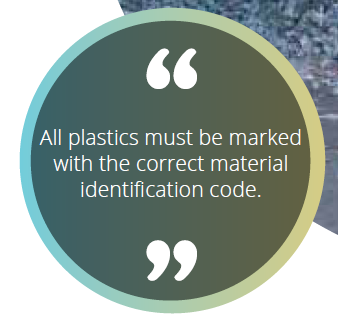 “
All plastics must be marked
with the correct material
identification code.
”